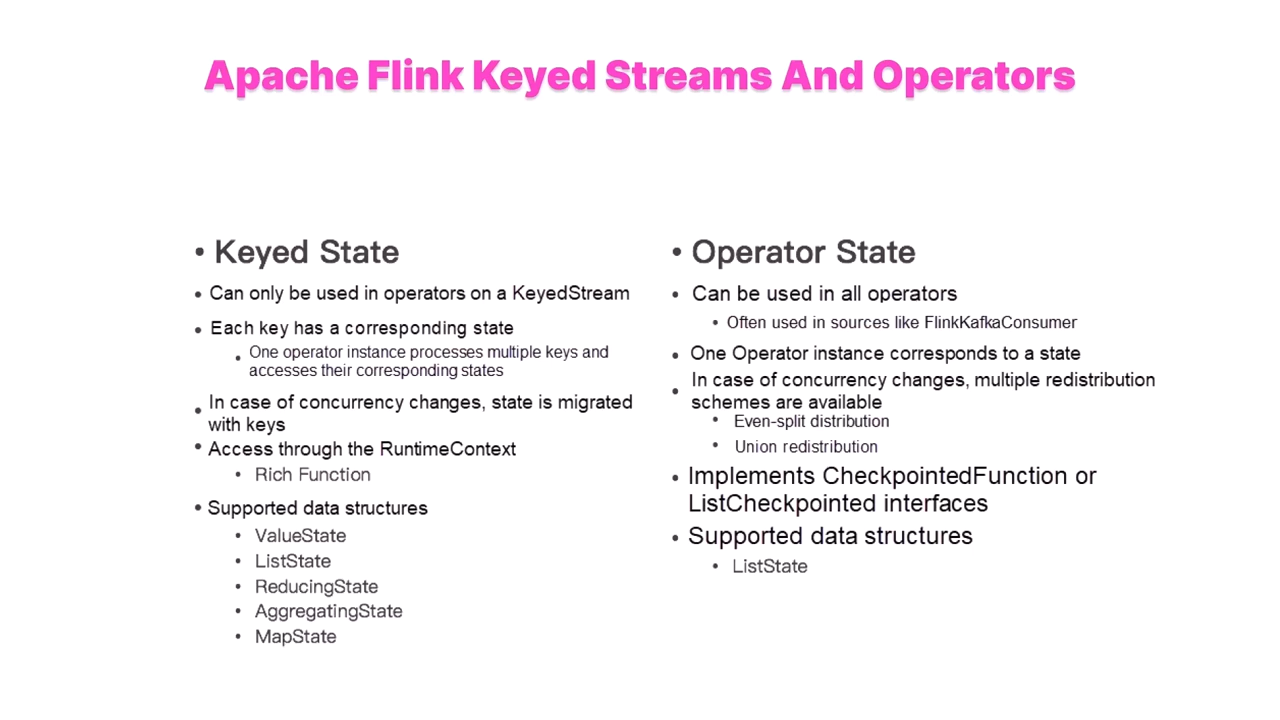 Apache Flink Keyed Streams And Operators
• Keyed State
• Can only be used in operators on a KeyedStream
• Each key has a corresponding state
• One operator instance processes multiple keys and
accesses their corresponding states
• In case of concurrency changes, state is migrated
with keys
• Access through the RuntimeContext
• Rich Function
• Supported data structures
• ValueState
• ListState
• ReducingState
• AggregatingState
• MapState
• Operator State
• Can be used in all operators
• Often used in sources like FlinkKafkaConsumer
• One Operator instance corresponds to a state
• In case of concurrency changes, multiple redistribution
schemes are available
• Even-split distribution
• Union redistribution
• Implements CheckpointedFunction or
ListCheckpointed interfaces
• Supported data structures
• ListState